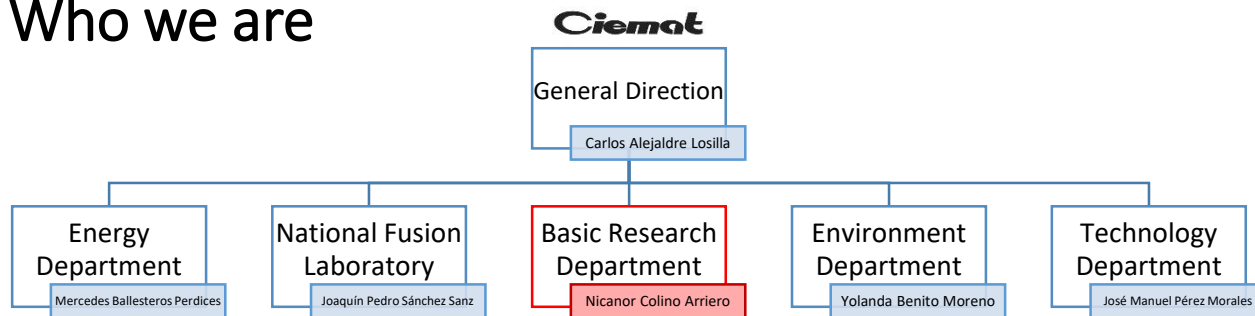 Who we are
Ciemat
General Direction
Carlos Alejaldre Losilla
Energy
Department
Mercedes Ballesteros Perdices
National Fusion
Laboratory
Joaquín Pedro Sánchez Sanz
Basic Research
Department
Nicanor Colino Arriero
Environment
Department
Yolanda Benito Moreno
Technology
Department
José Manuel Pérez Morales